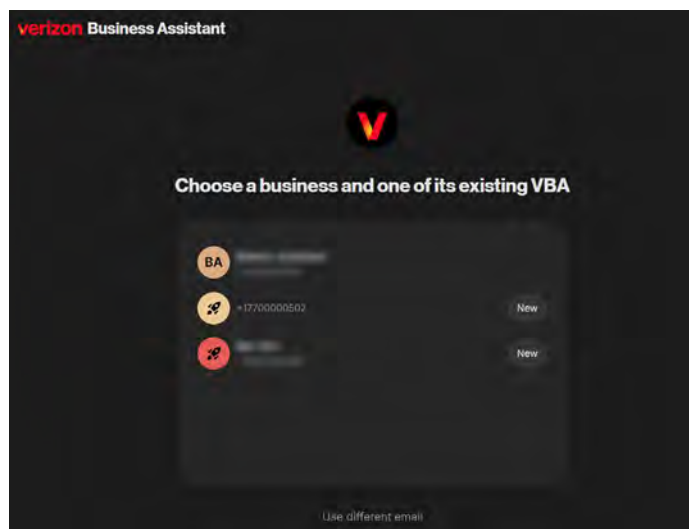 verizon Business Assistant
V
Choose a business and one of its existing VBA
BA
+17700000502
New
New
Use different email